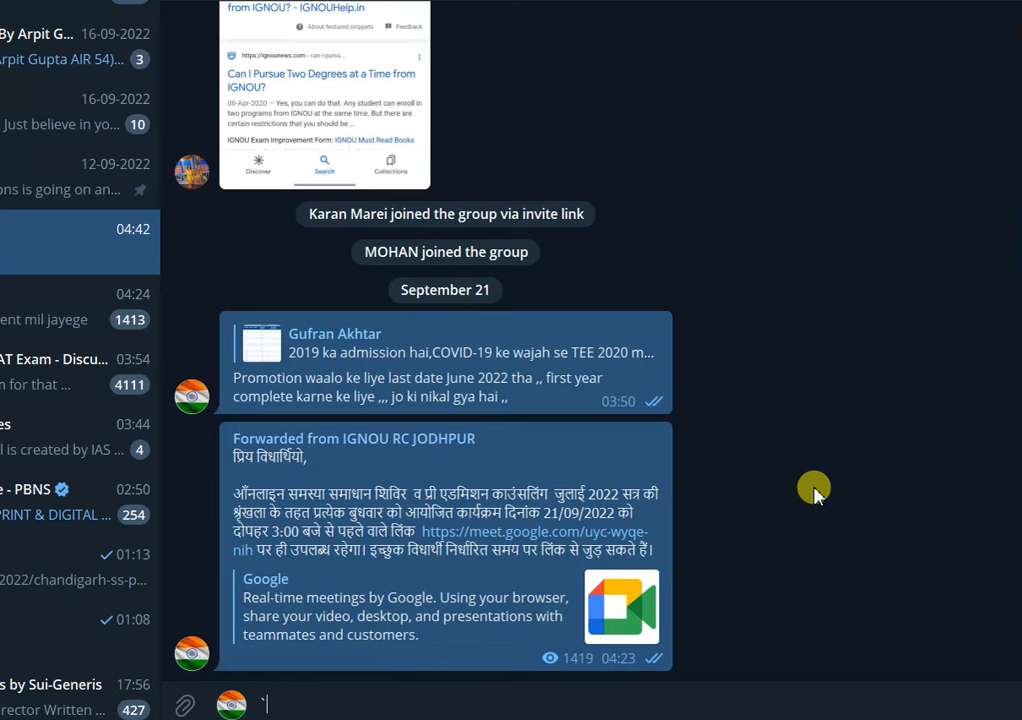 By Arpit G... 16-09-2022
Arpit Gupta AIR 54)... 3
16-09-2022
Just believe in yo... 10
12-09-2022
ons is going on an...
04:42
04:24
ent mil jayege 1413
AT Exam - Discu... 03:54
m for that ... 4111
es 03:44
l is created by IAS ... 4
e - PBNS 02:50
PRINT & DIGITAL ... 254
01:13
2022/chandigarh-ss-p...
01:08
s by Sui-Generis 17:56
rector Written ... 427
from IGNOU? - IGNOUHelp.in
About featured snippets Feedback
https://ignounews.com › can-i-pursu...
Can I Pursue Two Degrees at a Time from
IGNOU?
06-Apr-2020 — Yes, you can do that. Any student can enroll in
two programs from IGNOU at the same time. But there are
certain restrictions that you should be ...
IGNOU Exam Improvement Form: IGNOU Must Read Books
Discover Search Collections
Karan Marei joined the group via invite link
MOHAN joined the group
September 21
Gufran Akhtar
2019 ka admission hai,COVID-19 ke wajah se TEE 2020 m...
Promotion waalo ke liye last date June 2022 tha ,, first year
complete karne ke liye ,,, jo ki nikal gya hai ,,
03:50
Forwarded from IGNOU RC JODHPUR
प्रिय विधार्थियो,
ऑनलाइन समस्या समाधान शिविर व प्री एडमिशन काउंसलिंग जुलाई 2022 सत्र की
श्रृंखला के तहत प्रत्येक बुधवार को आयोजित कार्यक्रम दिनांक 21/09/2022 को
दोपहर 3:00 बजे से पहले वाले लिंक https://meet.google.com/uyc-wyqe-
nih पर ही उपलब्ध रहेगा। इच्छुक विधार्थी निर्धारित समय पर लिंक से जुड़ सकते हैं।
Google
Real-time meetings by Google. Using your browser,
share your video, desktop, and presentations with
teammates and customers.
1419 04:23
`